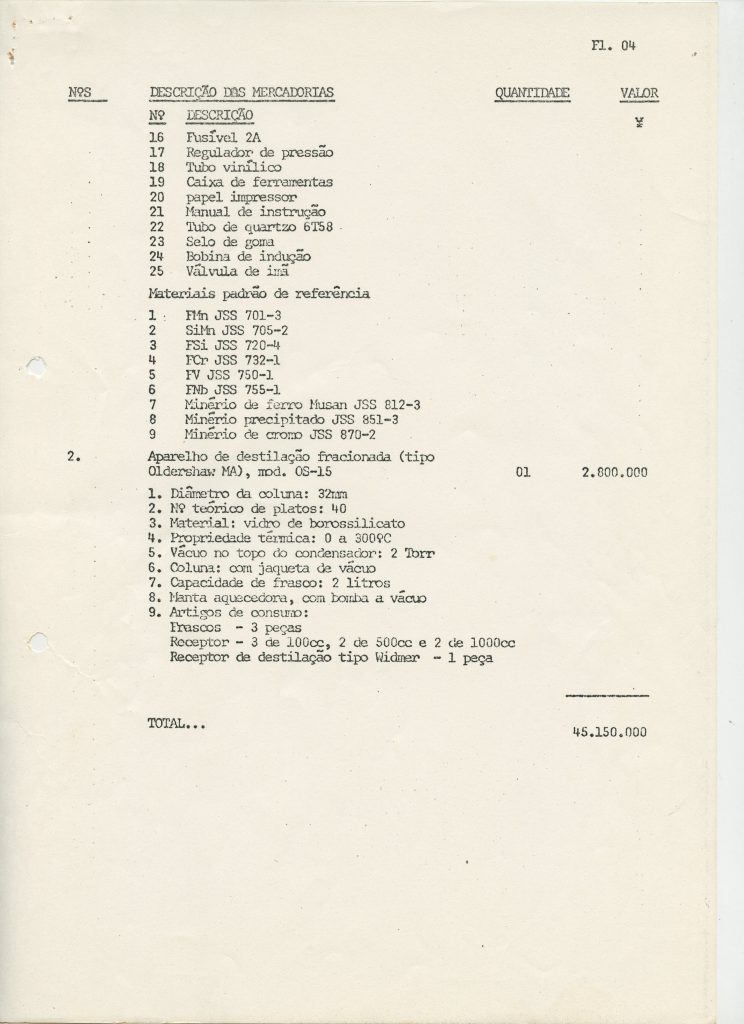 Fl. 04
NºS DESCRIÇÃO DAS MERCADORIAS QUANTIDADE VALOR
Nº DESCRIÇÃO ¥
16 Fusível 2A
17 Regulador de pressão
18 Tubo vinílico
19 Caixa de ferramentas
20 papel impressor
21 Manual de instrução
22 Tubo de quartzo 6T58
23 Selo de goma
24 Bobina de indução
25 Válvula de imã
Materiais padrão de referência
1 FMn JSS 701-3
2 SiMn JSS 705-2
3 FSi JSS 720-4
4 FCr JSS 732-1
5 FV JSS 750-1
6 FNb JSS 755-1
7 Minério de ferro Musan JSS 812-3
8 Minério precipitado JSS 851-3
9 Minério de cromo JSS 870-2
2. Aparelho de destilação fracionada (tipo
Oldershaw MA), mod. OS-15 01 2.800.000
1. Diâmetro da coluna: 32mm
2. Nº teórico de platos: 40
3. Material: vidro de borossilicato
4. Propriedade térmica: 0 a 300ºC
5. Vácuo no topo do condensador: 2 Torr
6. Coluna: com jaqueta de vácuo
7. Capacidade de frasco: 2 litros
8. Manta aquecedora, com bomba a vácuo
9. Artigos de consumo:
Frascos - 3 peças
Receptor - 3 de 100cc, 2 de 500cc e 2 de 1000cc
Receptor de destilação tipo Widmer - 1 peça
TOTAL... 45.150.000